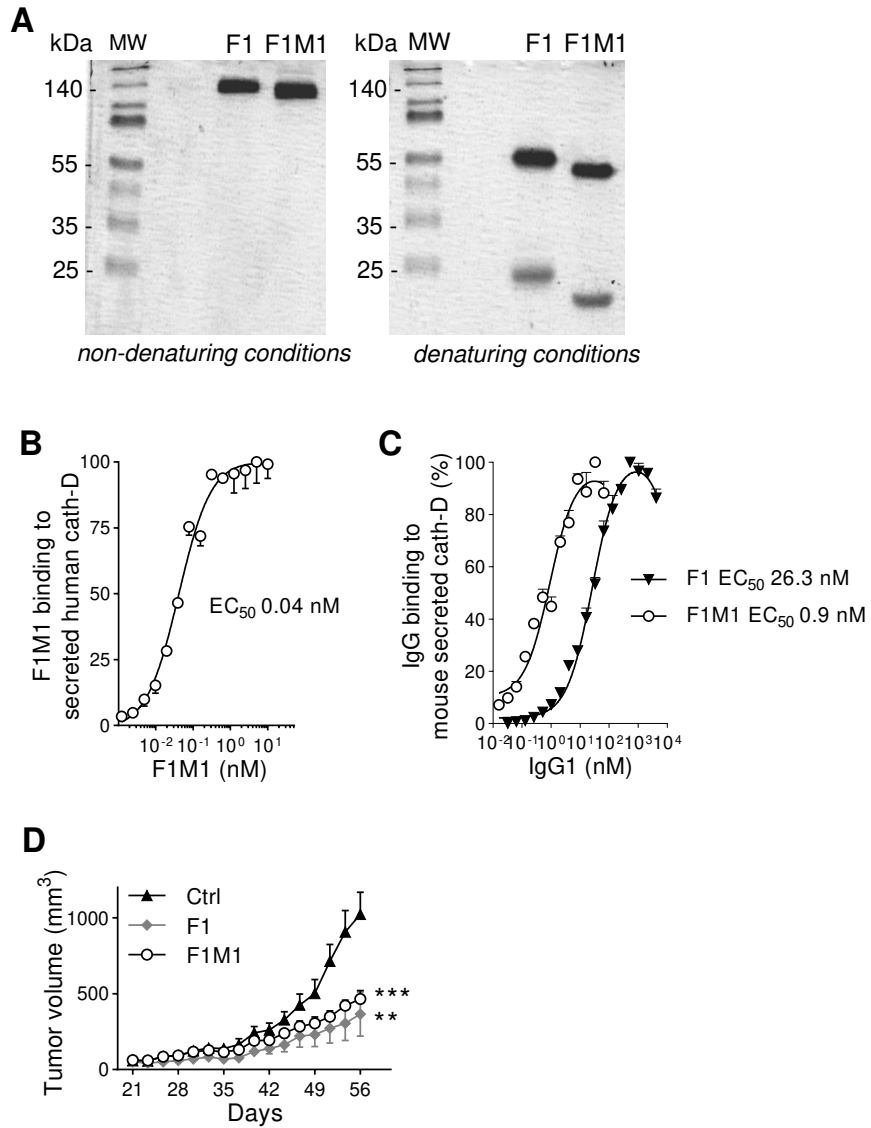 A
kDa MW F1 F1M1
140 -
55 -
35 -
25 -
non-denaturing conditions
kDa MW F1 F1M1
140 -
55 -
35 -
25 -
denaturing conditions
B
F1M1 binding to
secreted human cath-D
100
75
50
25
0
EC50 0.04 nM
10-2 10-1 100 101
F1M1 (nM)
C
IgG binding to
mouse secreted cath-D (%)
100
80
60
40
20
0
F1 EC50 26.3 nM
F1M1 EC50 0.9 nM
10-2 10-1 100 101 102 103 104
IgG1 (nM)
D
Tumor volume (mm3)
1000
500
0
Ctrl
F1
F1M1
***
**
21 28 35 42 49 56
Days